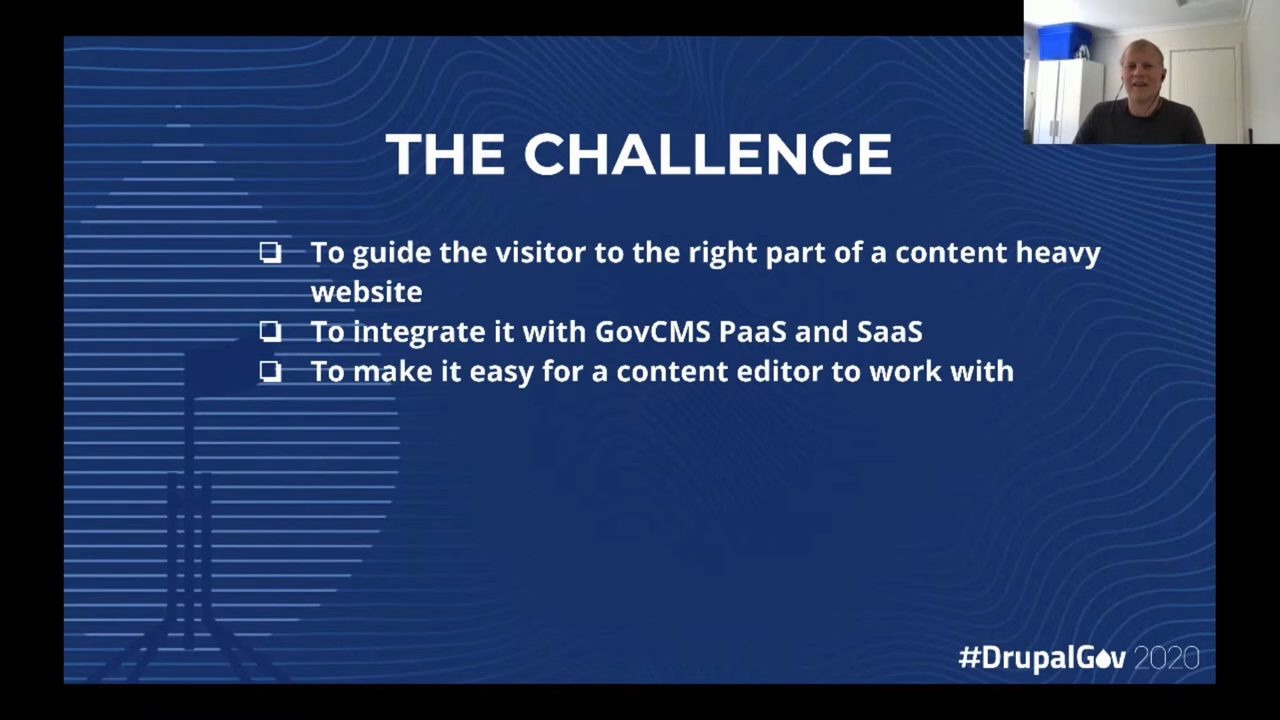 THE CHALLENGE
❏ To guide the visitor to the right part of a content heavy
website
❏ To integrate it with GovCMS PaaS and SaaS
❏ To make it easy for a content editor to work with
#DrupalGov 2020